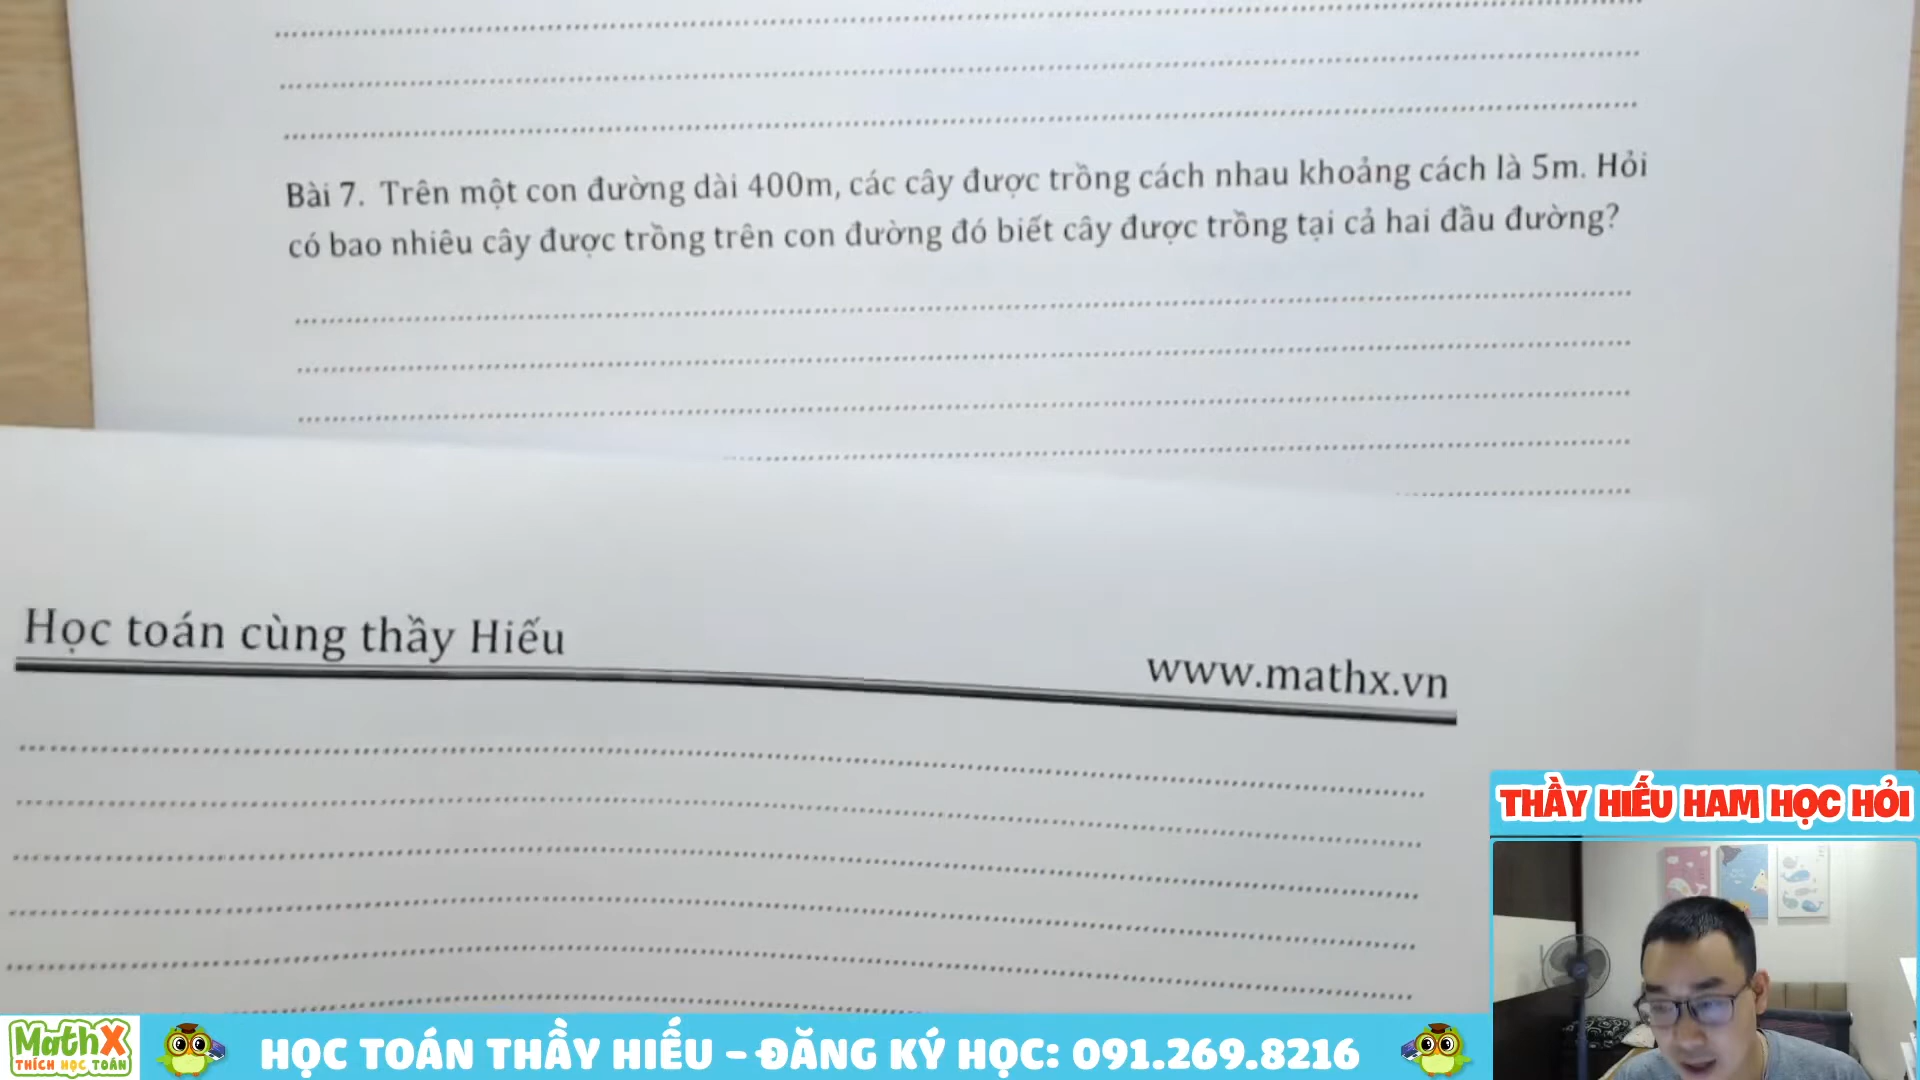 Bài 7. Trên một con đường dài 400m, các cây được trồng cách nhau khoảng cách là 5m. Hỏi
có bao nhiêu cây được trồng trên con đường đó biết cây được trồng tại cả hai đầu đường?
Học toán cùng thầy Hiếu
www.mathx.vn
THẦY HIẾU HAM HỌC HỎI
MathX
THÍCH HỌC TOÁN
HỌC TOÁN THẦY HIẾU - ĐĂNG KÝ HỌC: 091.269.8216